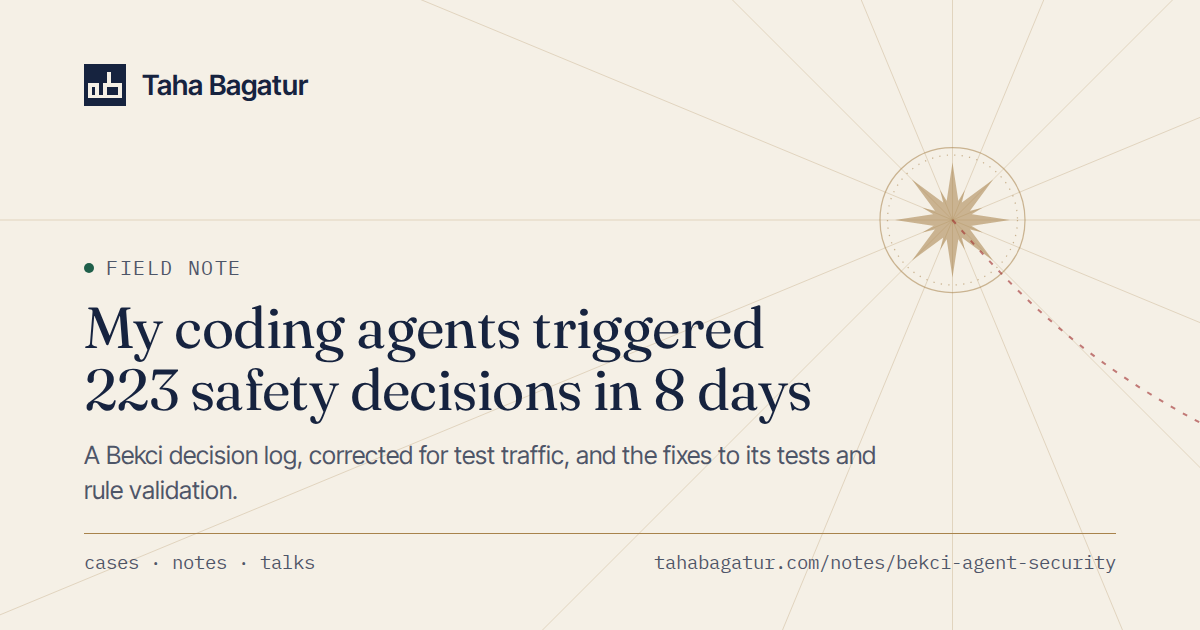 Taha Bagatur
FIELD NOTE
My coding agents triggered
223 safety decisions in 8 days
A Bekci decision log, corrected for test traffic, and the fixes to its tests and
rule validation.
cases · notes · talks
tahabagatur.com/notes/bekci-agent-security